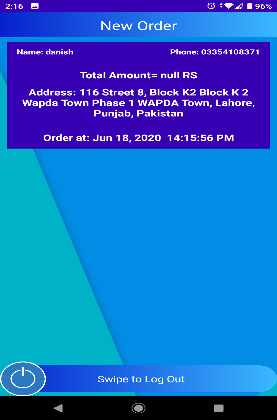 2:16
96%
New Order
Name: danish
Phone: 03354108371
Total Amount= null RS
Address: 116 Street 8, Block K2 Block K 2
Wapda Town Phase 1 WAPDA Town, Lahore,
Punjab, Pakistan
Order at: Jun 18, 2020 14:15:56 PM
Swipe to Log Out